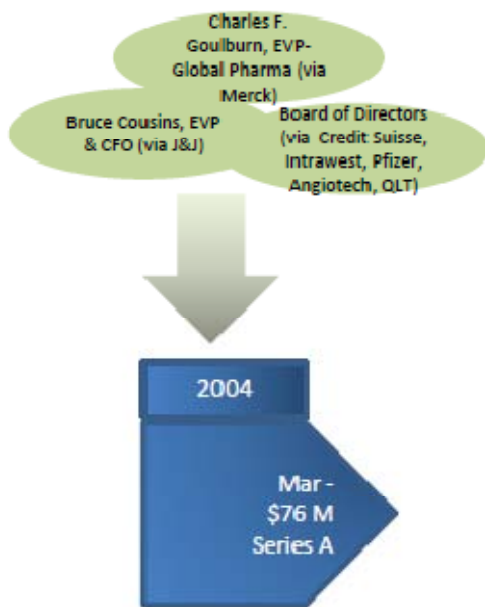 Charles F.
Goulburn, EVP-
Global Pharma (via
Merck)
Bruce Cousins, EVP
& CFO (via J&J)
Board of Directors
(via Credit Suisse,
Intrawest, Pfizer,
Angiotech, QLT)
2004
Mar -
$76 M
Series A